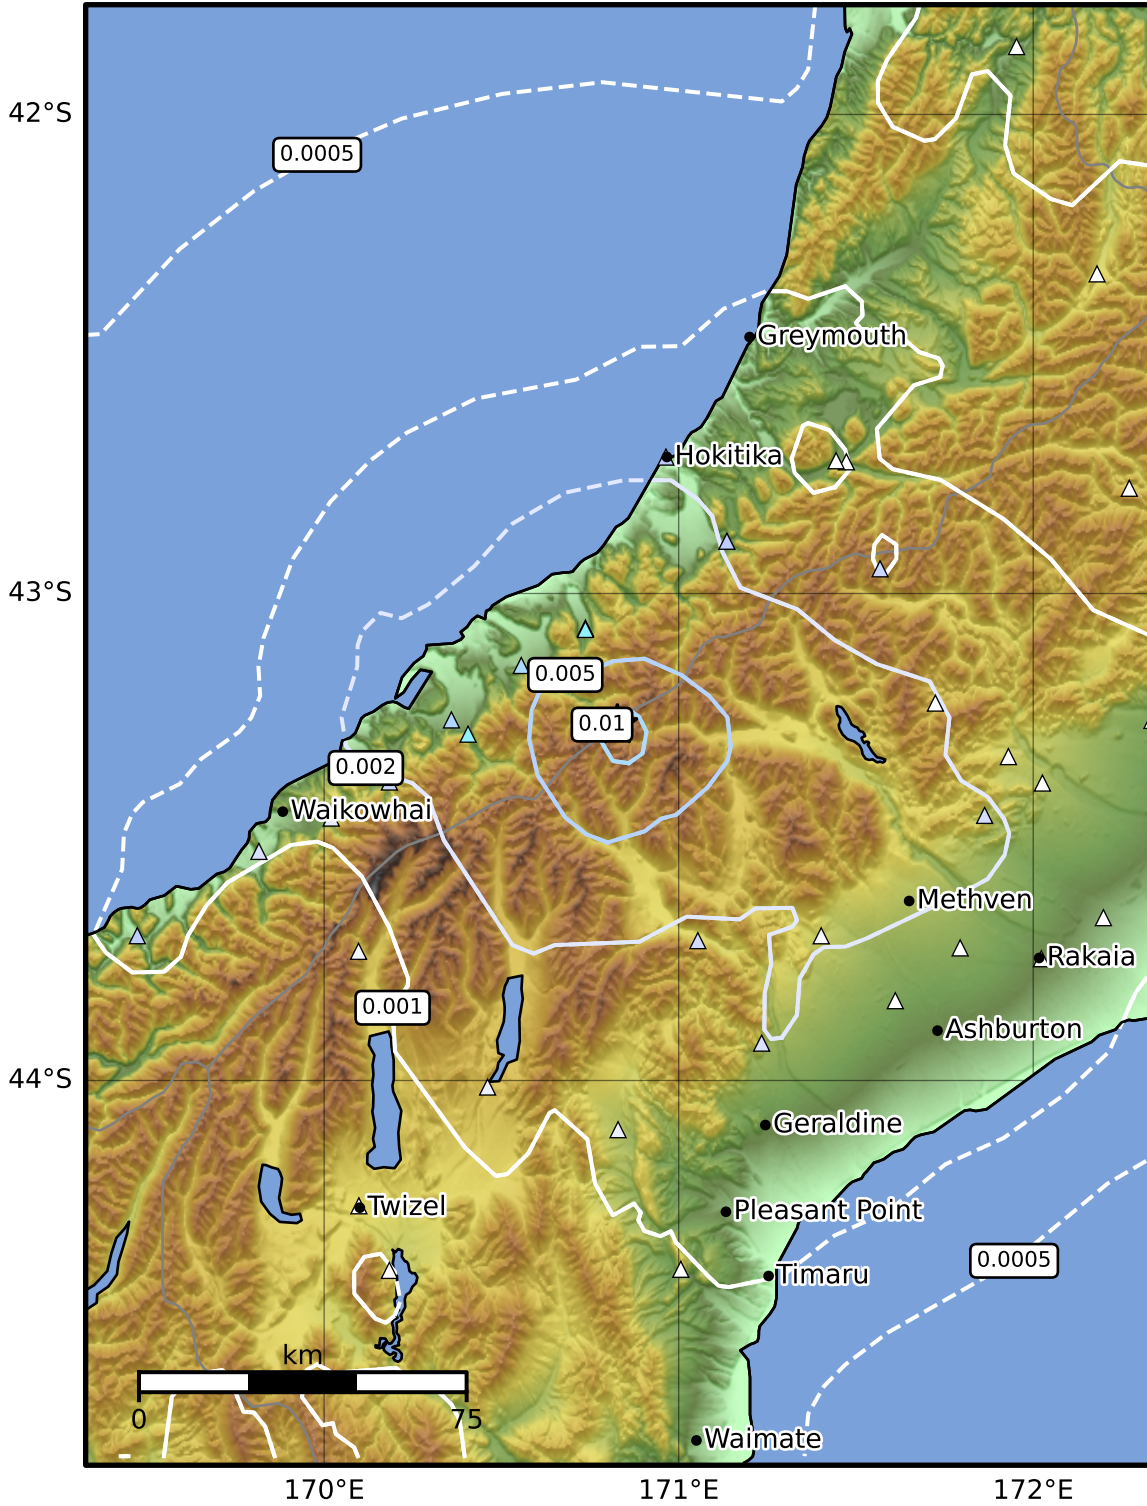 42°S
0.0005
Greymouth
Hokitika
43°S
0.005
0.01
0.002
Waikowhai
Methven
Rakaia
0.001
Ashburton
44°S
Geraldine
Twizel
Pleasant Point
0.0005
Timaru
km
0 75
Waimate
170°E 171°E 172°E